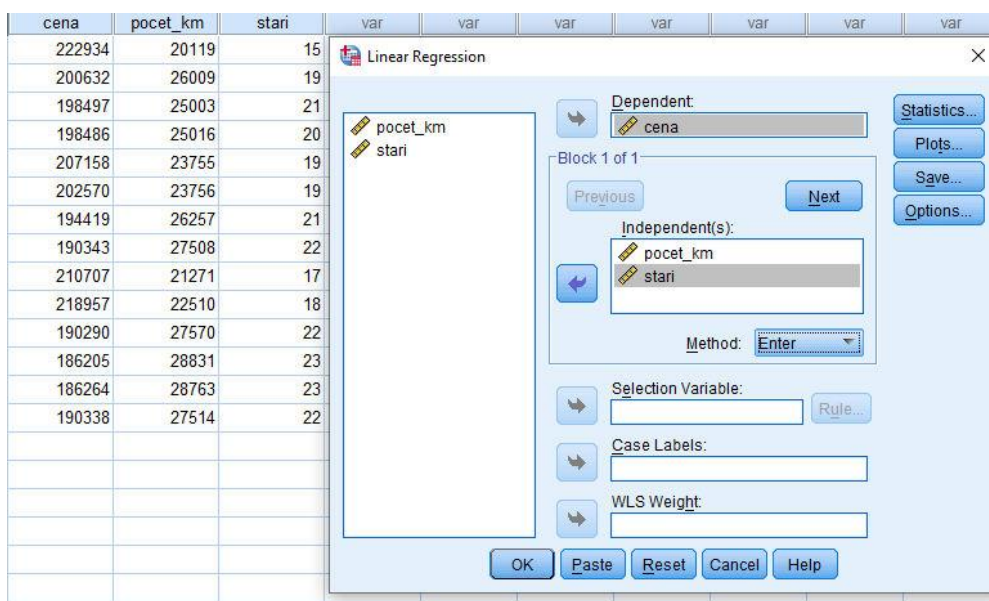 cena pocet_km stari var var var var var var var
222934 20119 15
200632 26009 19
198497 25003 21
198486 25016 20
207158 23755 19
202570 23756 19
194419 26257 21
190343 27508 22
210707 21271 17
218957 22510 18
190290 27570 22
186205 28831 23
186264 28763 23
190338 27514 22
Linear Regression
pocet_km
stari
Dependent:
cena
Block 1 of 1
Previous Next
Independent(s):
pocet_km
stari
Method: Enter
Selection Variable:
Rule...
Case Labels:
WLS Weight:
Statistics...
Plots...
Save...
Options...
OK Paste Reset Cancel Help